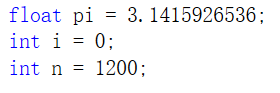 float pi = 3.1415926536;
int i = 0;
int n = 1200;